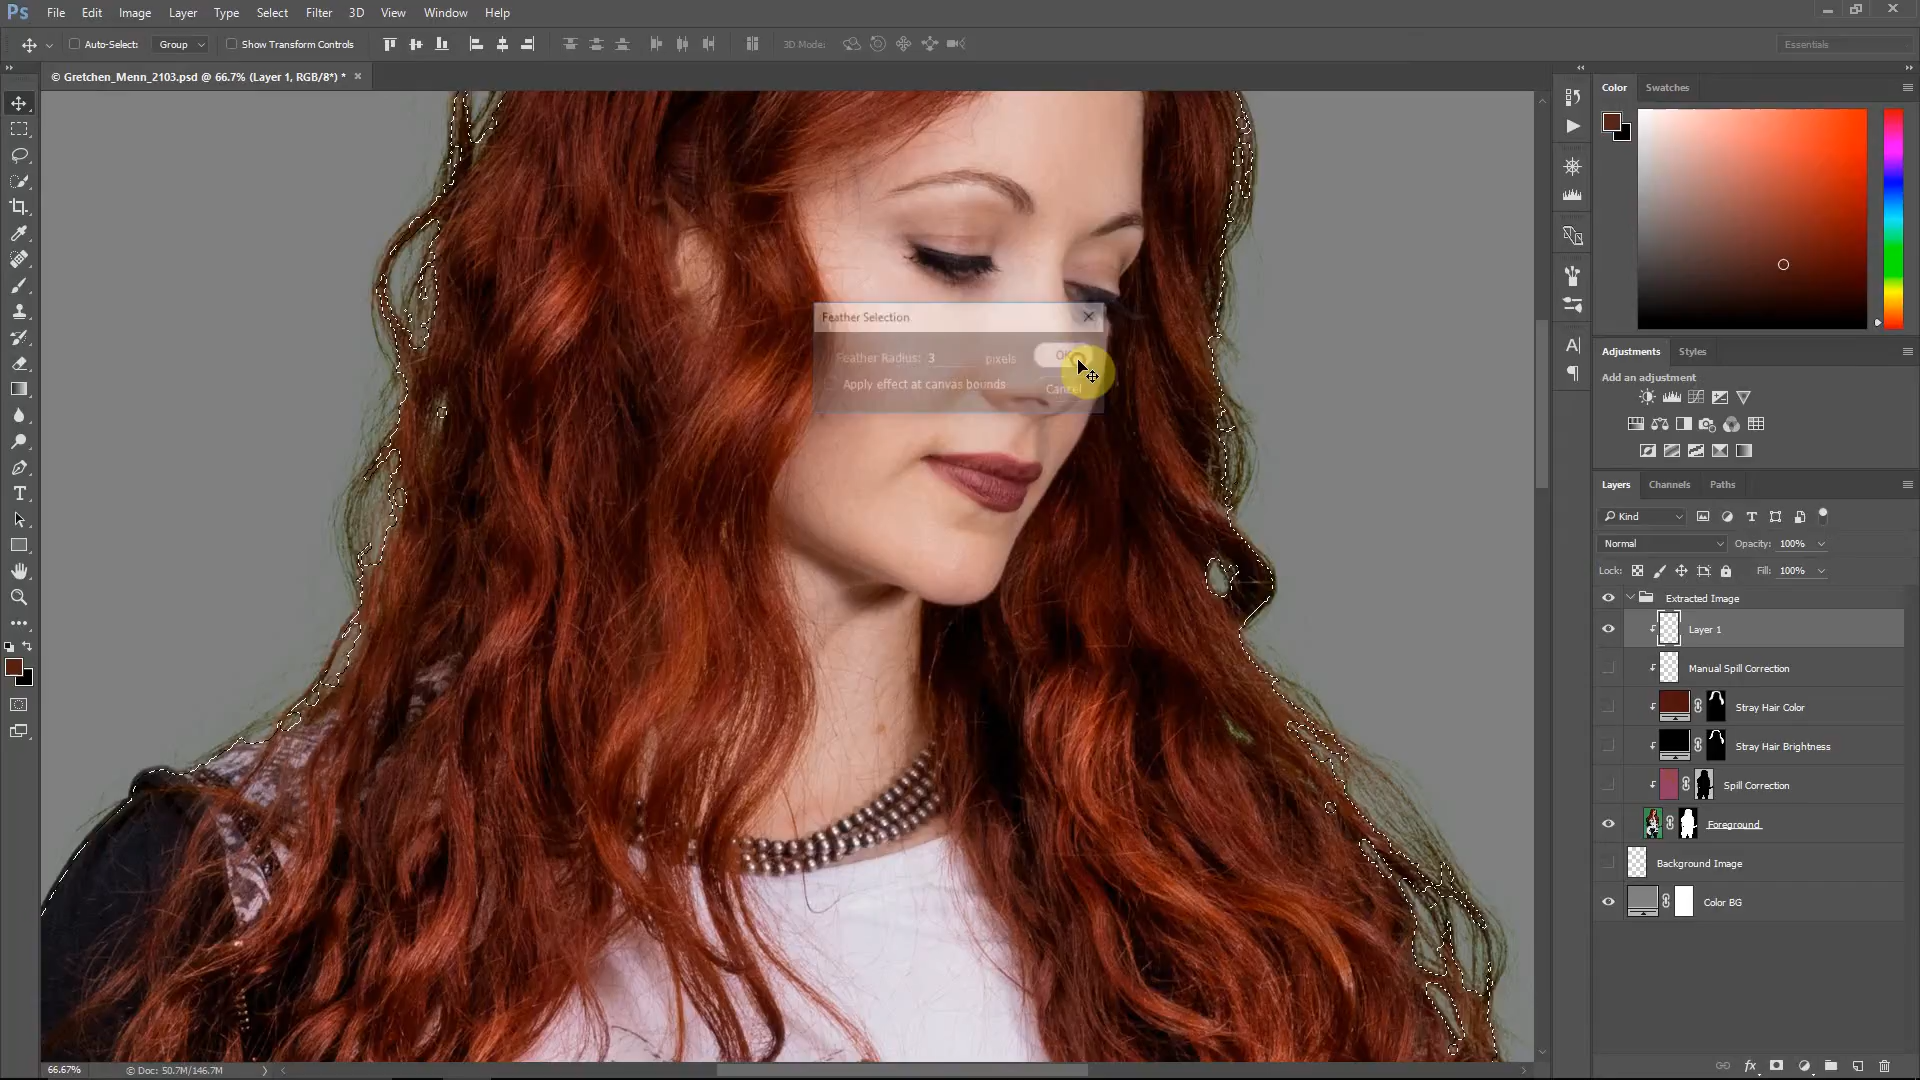 Ps File Edit Image Layer Type Select Filter 3D View Window Help
Auto-Select: Group Show Transform Controls 3D Mode: Essentials
© Gretchen_Menn_2103.psd @ 66.7% (Layer 1, RGB/8*) * ×
Color Swatches
Feather Selection
Feather Radius: 3 pixels OK
Apply effect at canvas bounds Cancel
Adjustments Styles
Add an adjustment
Layers Channels Paths
Kind
Normal Opacity: 100%
Lock: Fill: 100%
Extracted Image
Layer 1
Manual Spill Correction
Stray Hair Color
Stray Hair Brightness
Spill Correction
Foreground
Background Image
Color BG
66.67% © Doc: 50.7M/146.7M